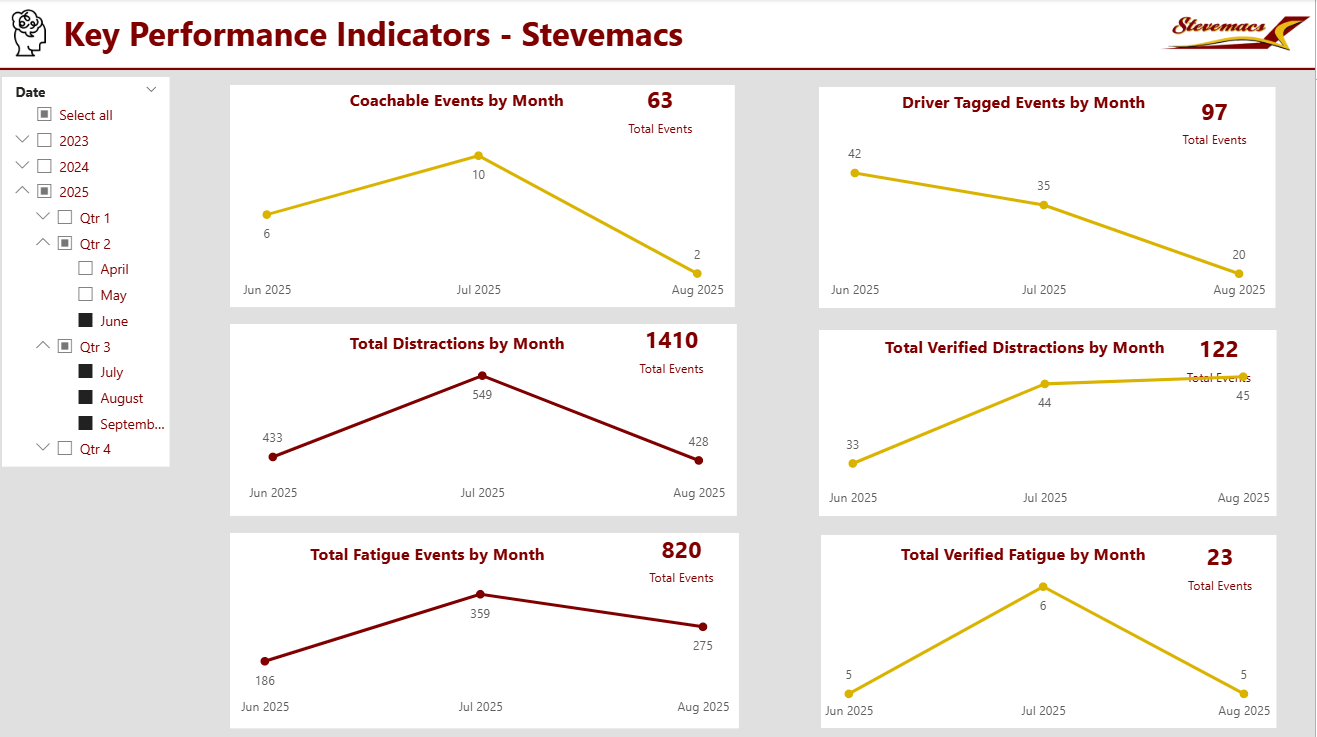 Key Performance Indicators - Stevemacs
Stevemacs
Date
Select all
2023
2024
2025
Qtr 1
Qtr 2
April
May
June
Qtr 3
July
August
Septemb...
Qtr 4
Coachable Events by Month
63
Total Events
6
10
2
Jun 2025 Jul 2025 Aug 2025
Driver Tagged Events by Month
97
Total Events
42
35
20
Jun 2025 Jul 2025 Aug 2025
Total Distractions by Month
1410
Total Events
433
549
428
Jun 2025 Jul 2025 Aug 2025
Total Verified Distractions by Month
122
Total Events
33
44
45
Jun 2025 Jul 2025 Aug 2025
Total Fatigue Events by Month
820
Total Events
186
359
275
Jun 2025 Jul 2025 Aug 2025
Total Verified Fatigue by Month
23
Total Events
5
6
5
Jun 2025 Jul 2025 Aug 2025